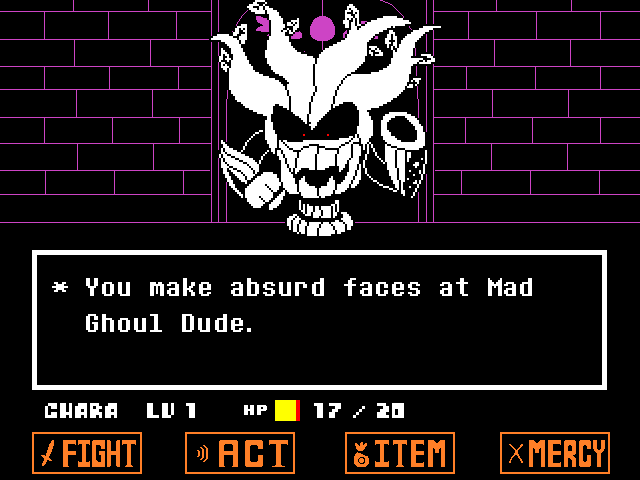 * You make absurd faces at Mad
Ghoul Dude.
CHARA LV 1 HP 17 / 20
FIGHT ACT ITEM MERCY